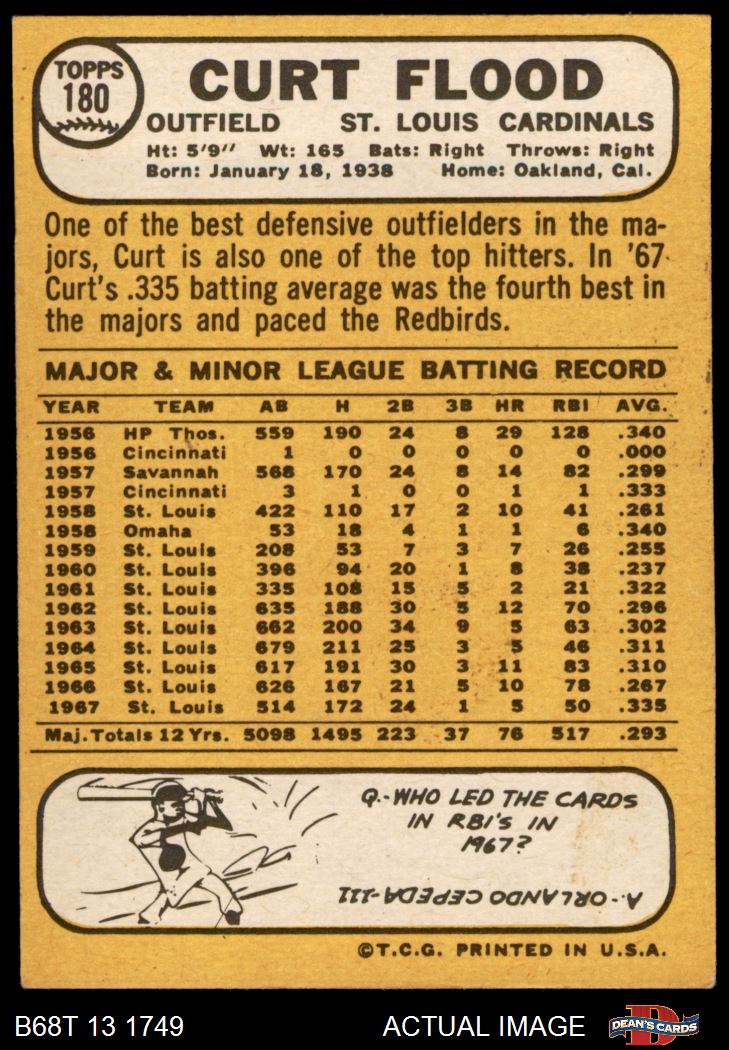 TOPPS
180
CURT FLOOD
OUTFIELD ST. LOUIS CARDINALS
Ht: 5'9" Wt: 165 Bats: Right Throws: Right
Born: January 18, 1938 Home: Oakland, Cal.
One of the best defensive outfielders in the ma-
jors, Curt is also one of the top hitters. In '67
Curt's .335 batting average was the fourth best in
the majors and paced the Redbirds.
MAJOR & MINOR LEAGUE BATTING RECORD
YEAR TEAM AB H 2B 3B HR RBI AVG.
1956 HP Thos. 559 190 24 8 29 128 .340
1956 Cincinnati 1 0 0 0 0 0 .000
1957 Savannah 568 170 24 8 14 82 .299
1957 Cincinnati 3 1 0 0 1 1 .333
1958 St. Louis 422 110 17 2 10 41 .261
1958 Omaha 53 18 4 1 1 6 .340
1959 St. Louis 208 53 7 3 7 26 .255
1960 St. Louis 396 94 20 1 8 38 .237
1961 St. Louis 335 108 15 5 2 21 .322
1962 St. Louis 635 188 30 5 12 70 .296
1963 St. Louis 662 200 34 9 5 63 .302
1964 St. Louis 679 211 25 3 5 46 .311
1965 St. Louis 617 191 30 3 11 83 .310
1966 St. Louis 626 167 21 5 10 78 .267
1967 St. Louis 514 172 24 1 5 50 .335
Maj. Totals 12 Yrs. 5098 1495 223 37 76 517 .293
Q.-WHO LED THE CARDS
IN RBI'S IN
1967?
A.-ORLANDO CEPEDA-111
©T.C.G. PRINTED IN U.S.A.
B68T 13 1749 ACTUAL IMAGE
D
DEAN'S CARDS